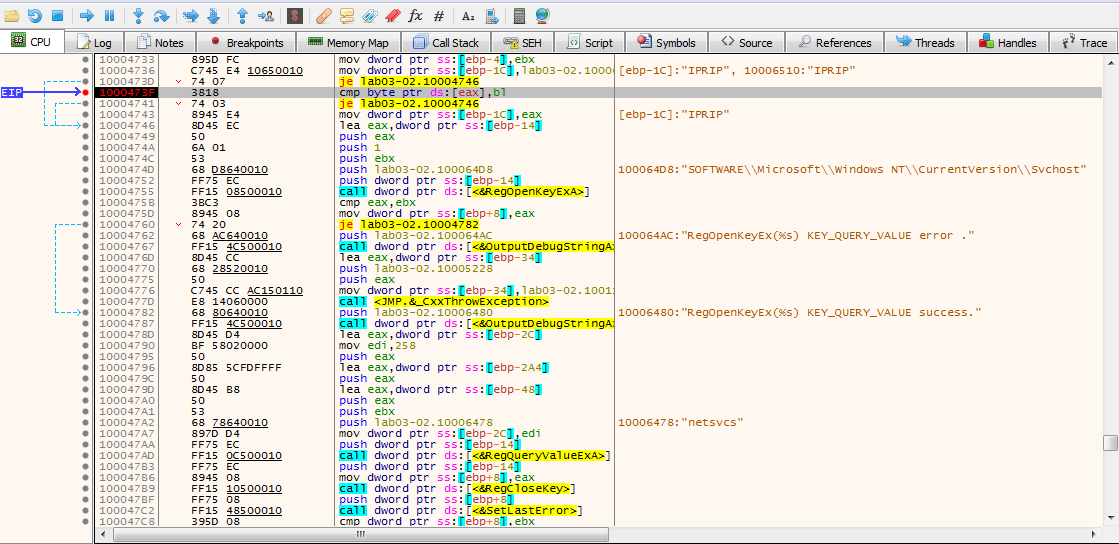 CPU Log Notes Breakpoints Memory Map Call Stack SEH Script Symbols Source References Threads Handles Trace
10004733 895D FC mov dword ptr ss:[ebp-4],ebx
10004736 C745 E4 10650010 mov dword ptr ss:[ebp-1C],lab03-02.1000 [ebp-1C]:"IPRIP", 10006510:"IPRIP"
1000473D 74 07 je lab03-02.10004746
EIP 1000473F 3818 cmp byte ptr ds:[eax],bl
10004741 74 03 je lab03-02.10004746
10004743 8945 E4 mov dword ptr ss:[ebp-1C],eax [ebp-1C]:"IPRIP"
10004746 8D45 EC lea eax,dword ptr ss:[ebp-14]
10004749 50 push eax
1000474A 6A 01 push 1
1000474C 53 push ebx
1000474D 68 D8640010 push lab03-02.100064D8 100064D8:"SOFTWARE\\Microsoft\\Windows NT\\CurrentVersion\\Svchost"
10004752 FF75 EC push dword ptr ss:[ebp-14]
10004755 FF15 08500010 call dword ptr ds:[<&RegOpenKeyExA>]
1000475B 3BC3 cmp eax,ebx
1000475D 8945 08 mov dword ptr ss:[ebp+8],eax
10004760 74 20 je lab03-02.10004782
10004762 68 AC640010 push lab03-02.100064AC 100064AC:"RegOpenKeyEx(%s) KEY_QUERY_VALUE error ."
10004767 FF15 4C500010 call dword ptr ds:[<&OutputDebugStringA>
1000476D 8D45 CC lea eax,dword ptr ss:[ebp-34]
10004770 68 28520010 push lab03-02.10005228
10004775 50 push eax
10004776 C745 CC AC150110 mov dword ptr ss:[ebp-34],lab03-02.1001
1000477D E8 14060000 call <JMP.&_CxxThrowException>
10004782 68 80640010 push lab03-02.10006480 10006480:"RegOpenKeyEx(%s) KEY_QUERY_VALUE success."
10004787 FF15 4C500010 call dword ptr ds:[<&OutputDebugStringA>
1000478D 8D45 D4 lea eax,dword ptr ss:[ebp-2C]
10004790 BF 58020000 mov edi,258
10004795 50 push eax
10004796 8D85 5CFDFFFF lea eax,dword ptr ss:[ebp-2A4]
1000479C 50 push eax
1000479D 8D45 B8 lea eax,dword ptr ss:[ebp-48]
100047A0 50 push eax
100047A1 53 push ebx
100047A2 68 78640010 push lab03-02.10006478 10006478:"netsvcs"
100047A7 897D D4 mov dword ptr ss:[ebp-2C],edi
100047AA FF75 EC push dword ptr ss:[ebp-14]
100047AD FF15 0C500010 call dword ptr ds:[<&RegQueryValueExA>]
100047B3 FF75 EC push dword ptr ss:[ebp-14]
100047B6 8945 08 mov dword ptr ss:[ebp+8],eax
100047B9 FF15 10500010 call dword ptr ds:[<&RegCloseKey>]
100047BF FF75 08 push dword ptr ss:[ebp+8]
100047C2 FF15 48500010 call dword ptr ds:[<&SetLastError>]
100047C8 395D 08 cmp dword ptr ss:[ebp+8],ebx